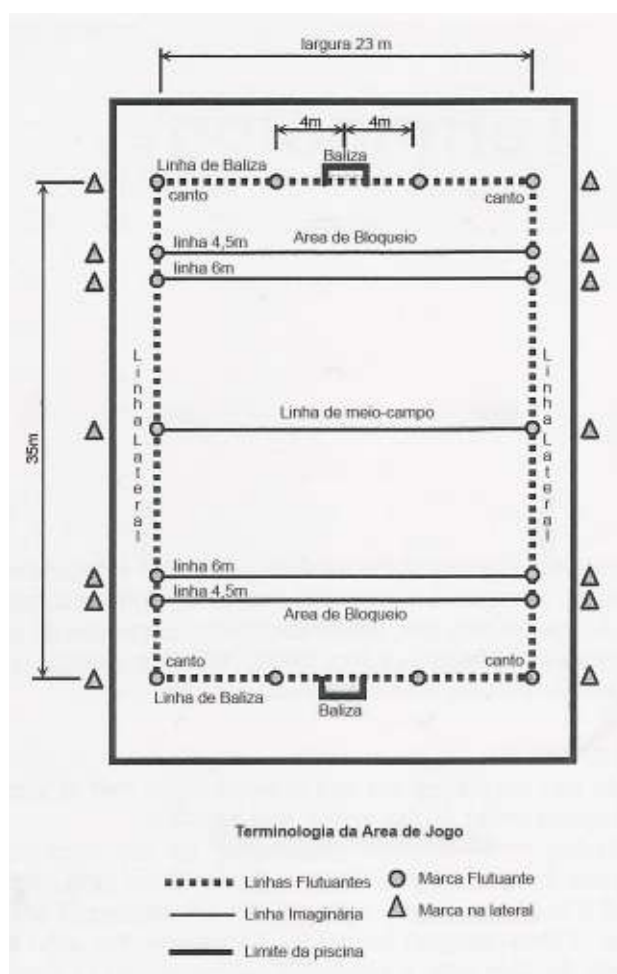 largura 23 m
4m 4m
Baliza
Linha de Baliza
canto canto
linha 4,5m Area de Bloqueio
linha 6m
Linha Lateral
Linha Lateral
35m
Linha de meio-campo
linha 6m
linha 4,5m
Area de Bloqueio
canto canto
Linha de Baliza
Baliza
Terminologia da Area de Jogo
Linhas Flutuantes Marca Flutuante
Linha Imaginária Marca na lateral
Limite da piscina